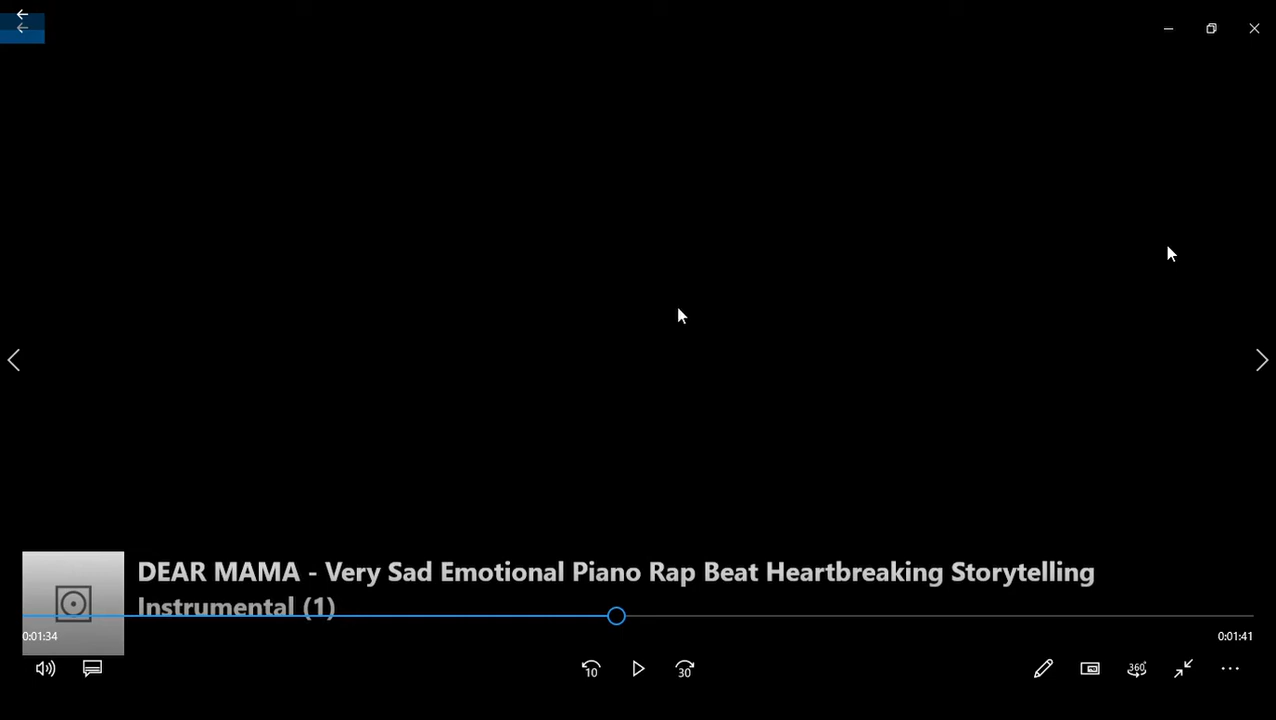 DEAR MAMA - Very Sad Emotional Piano Rap Beat Heartbreaking Storytelling
Instrumental (1)
0:01:34
0:01:41
10
30
360